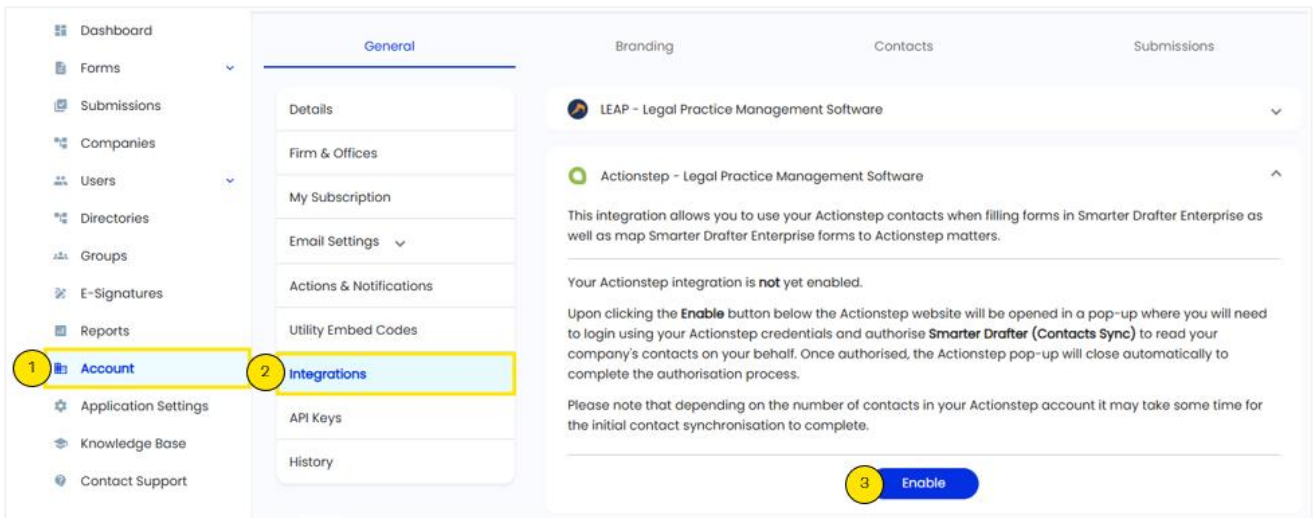 Dashboard
Forms
Submissions
Companies
Users
Directories
Groups
E-Signatures
Reports
1
Account
Application Settings
Knowledge Base
Contact Support
General
Branding
Contacts
Submissions
Details
Firm & Offices
My Subscription
Email Settings
Actions & Notifications
Utility Embed Codes
2
Integrations
API Keys
History
LEAP - Legal Practice Management Software
Actionstep - Legal Practice Management Software
This integration allows you to use your Actionstep contacts when filling forms in Smarter Drafter Enterprise as
well as map Smarter Drafter Enterprise forms to Actionstep matters.
Your Actionstep integration is not yet enabled.
Upon clicking the Enable button below the Actionstep website will be opened in a pop-up where you will need
to login using your Actionstep credentials and authorise Smarter Drafter (Contacts Sync) to read your
company's contacts on your behalf. Once authorised, the Actionstep pop-up will close automatically to
complete the authorisation process.
Please note that depending on the number of contacts in your Actionstep account it may take some time for
the initial contact synchronisation to complete.
3
Enable